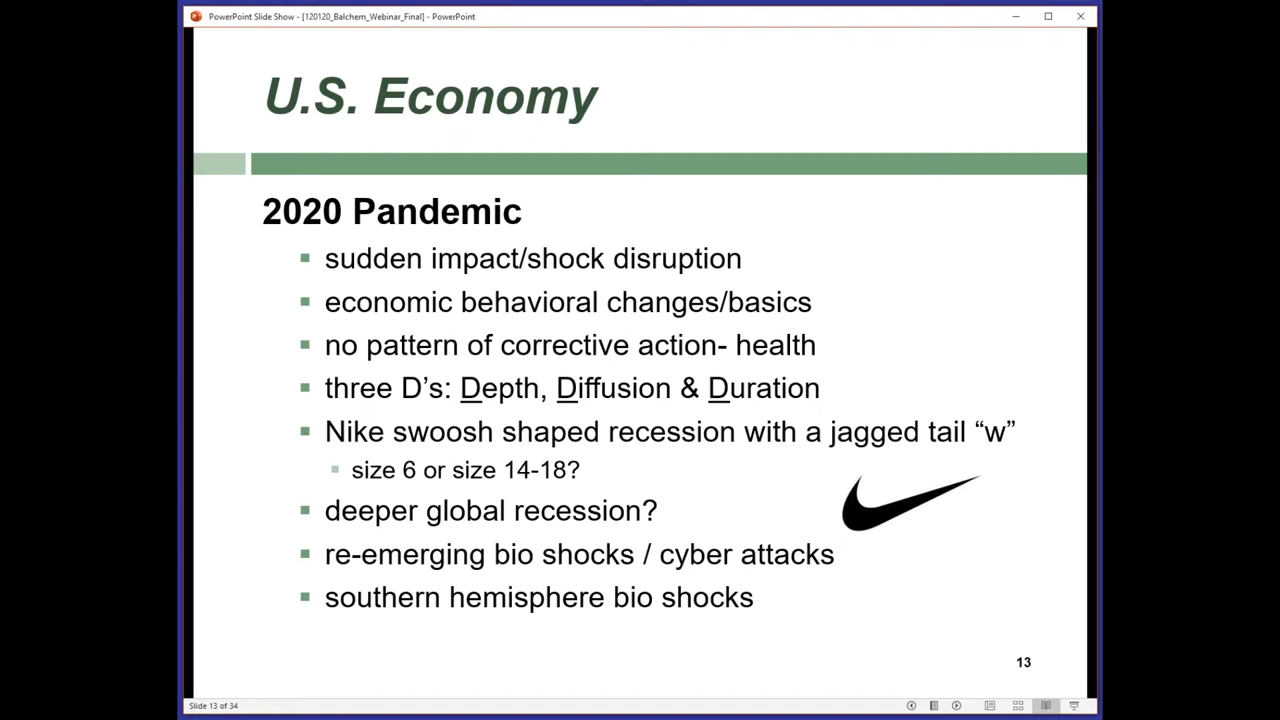 PowerPoint Slide Show - [120120_Balchem_Webinar_Final] - PowerPoint
U.S. Economy
2020 Pandemic
sudden impact/shock disruption
economic behavioral changes/basics
no pattern of corrective action- health
three D’s: Depth, Diffusion & Duration
Nike swoosh shaped recession with a jagged tail “w”
size 6 or size 14-18?
deeper global recession?
re-emerging bio shocks / cyber attacks
southern hemisphere bio shocks
13
Slide 13 of 34